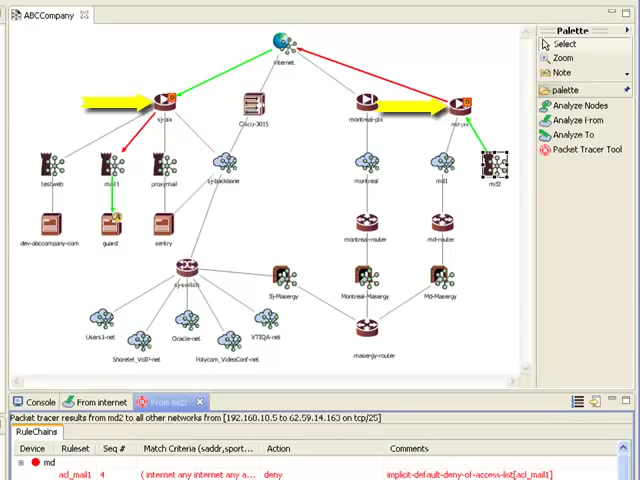 ABCCompany
Palette
Select
Zoom
Note
palette
Analyze Nodes
Analyze From
Analyze To
Packet Tracer Tool
internet
sj-pix
Cisco-3015
montreal-pix
md-pix
testweb
mail1
proxymail
sj-backbone
montreal
md1
md2
dev-abccompany-com
guard
sentry
montreal-router
md-router
sj-switch
Sj-Masergy
Montreal-Masergy
Md-Masergy
Users1-net
Oracle-net
VTIQA-net
Shoretel_VoIP-net
Polycom_VideoConf-net
masergy-router
Console
From internet
From md2
Packet tracer results from md2 to all other networks from [192.168.10.5 to 62.59.14.163 on tcp/25]
RuleChains
Device Ruleset Seq # Match Criteria (saddr,sport... Action Comments
md
acl_mail1 4 ( internet any internet any a... deny implicit-default-deny-of-access-list[acl_mail1]